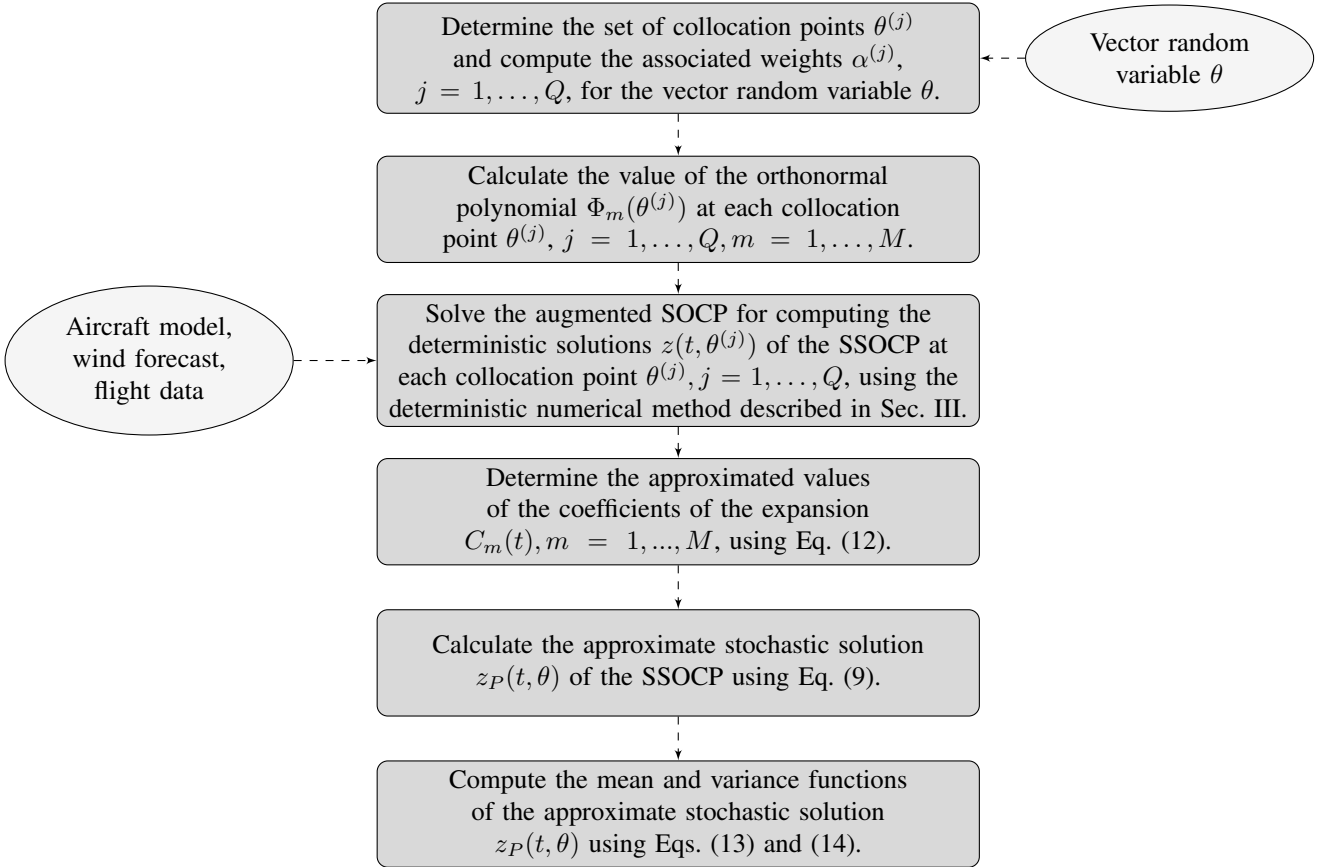 Determine the set of collocation points θ^(j)
and compute the associated weights α^(j),
j = 1, . . . , Q, for the vector random variable θ.
Vector random
variable θ
Calculate the value of the orthonormal
polynomial Φ_m(θ^(j)) at each collocation
point θ^(j), j = 1, . . . , Q, m = 1, . . . , M.
Aircraft model,
wind forecast,
flight data
Solve the augmented SOCP for computing the
deterministic solutions z(t, θ^(j)) of the SSOCP at
each collocation point θ^(j), j = 1, . . . , Q, using the
deterministic numerical method described in Sec. III.
Determine the approximated values
of the coefficients of the expansion
C_m(t), m = 1, ..., M, using Eq. (12).
Calculate the approximate stochastic solution
z_P(t, θ) of the SSOCP using Eq. (9).
Compute the mean and variance functions
of the approximate stochastic solution
z_P(t, θ) using Eqs. (13) and (14).